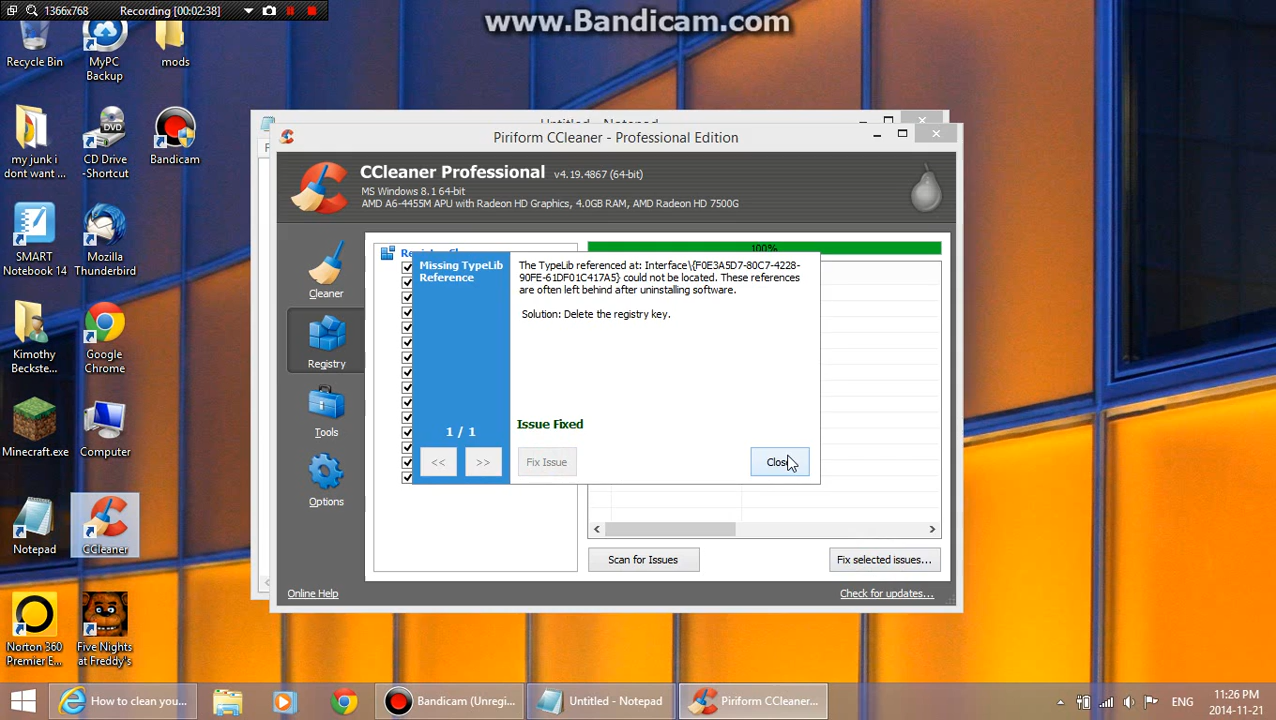 1366x768
Recording [00:02:38]
www.Bandicam.com
Recycle Bin
MyPC
Backup
mods
my junk i
dont want ...
CD Drive
-Shortcut
Bandicam
SMART
Notebook 14
Mozilla
Thunderbird
Kimothy
Beckste...
Google
Chrome
Minecraft.exe
Computer
Notepad
CCleaner
Norton 360
Premier E...
Five Nights
at Freddy's
Untitled - Notepad
F
Piriform CCleaner - Professional Edition
CCleaner Professional v4.19.4867 (64-bit)
MS Windows 8.1 64-bit
AMD A6-4455M APU with Radeon HD Graphics, 4.0GB RAM, AMD Radeon HD 7500G
Cleaner
Registry
Tools
Options
100%
Missing TypeLib
Reference
The TypeLib referenced at: Interface\{F0E3A5D7-80C7-4228-
90FE-61DF01C417A5} could not be located. These references
are often left behind after uninstalling software.
Solution: Delete the registry key.
Issue Fixed
1 / 1
<<
>>
Fix Issue
Close
Scan for Issues
Fix selected issues...
Online Help
Check for updates...
How to clean you...
Bandicam (Unregi...
Untitled - Notepad
Piriform CCleaner...
ENG
11:26 PM
2014-11-21